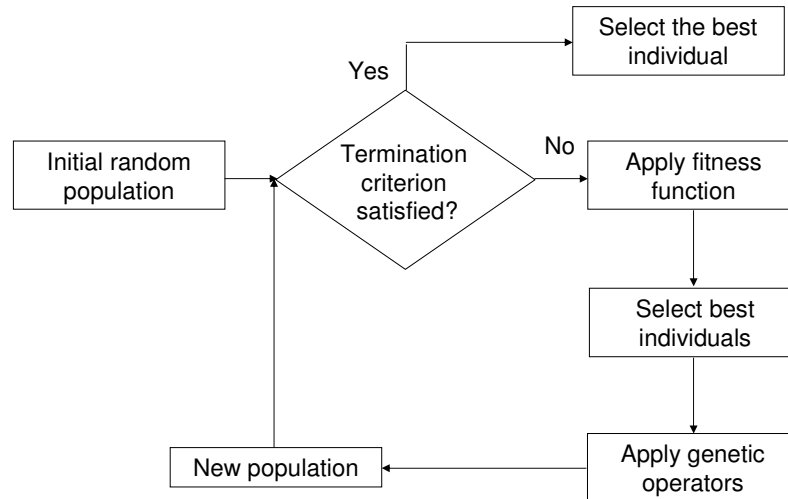 Select the best
individual
Yes
Initial random
population
Termination
criterion
satisfied?
No
Apply fitness
function
Select best
individuals
Apply genetic
operators
New population